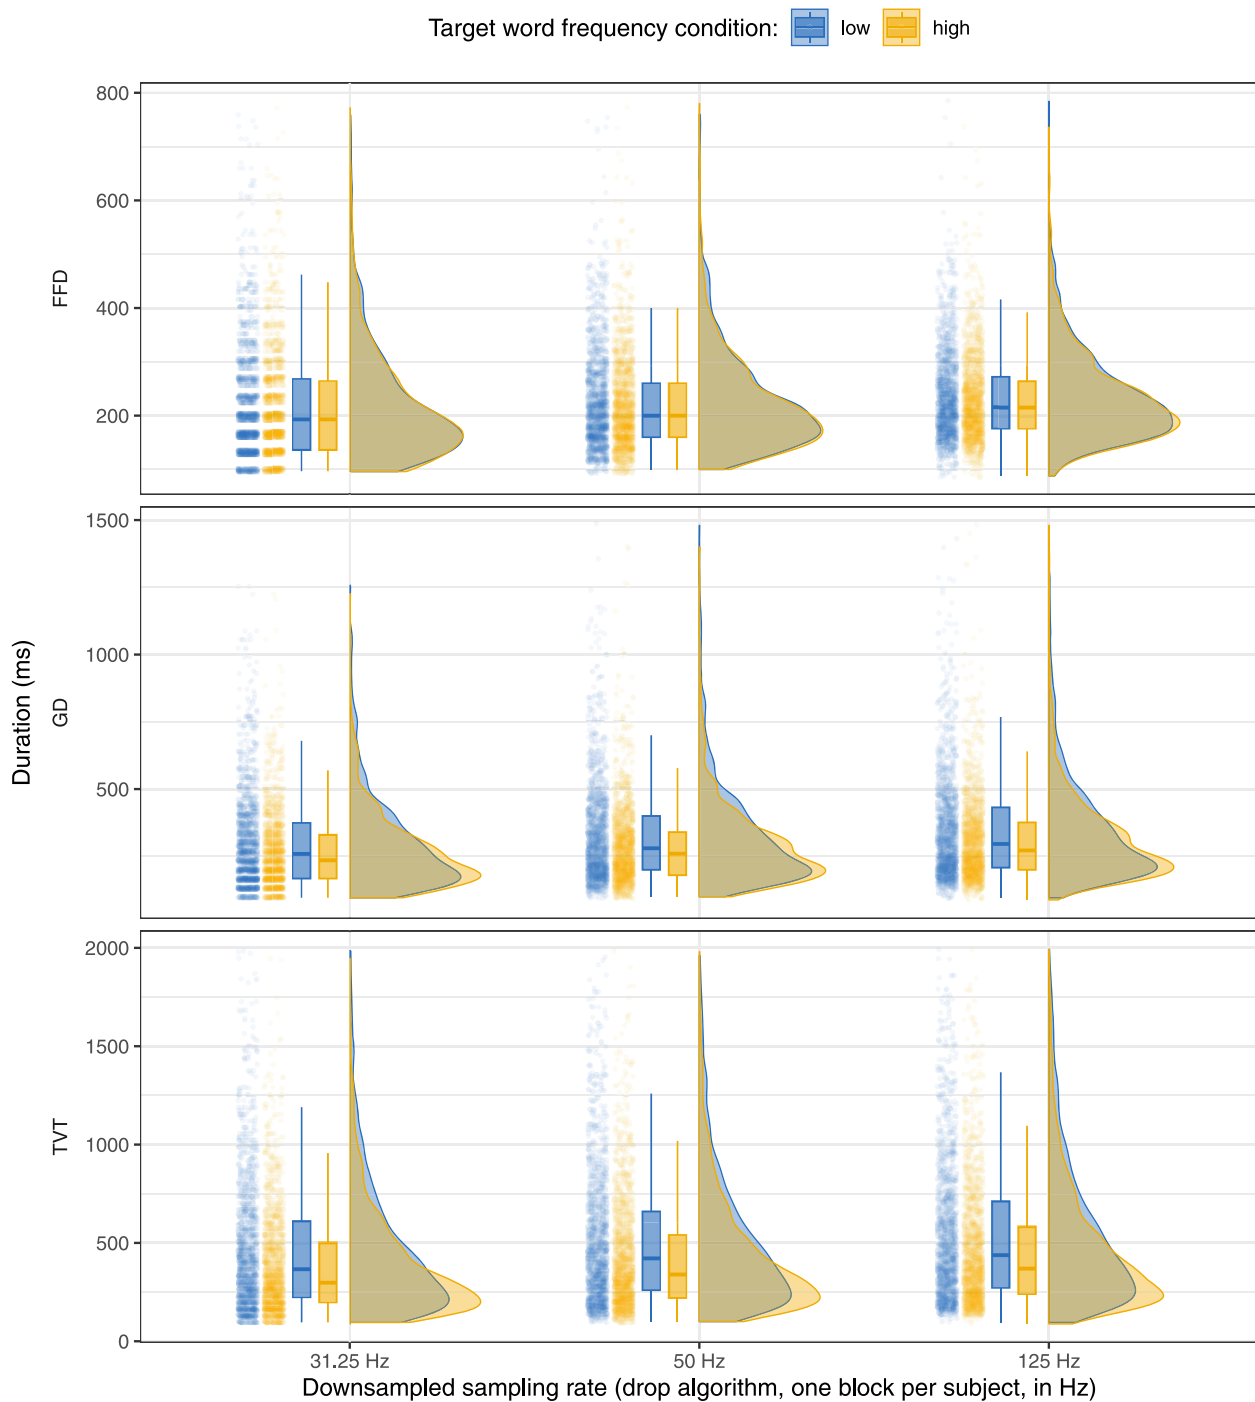 Target word frequency condition: low high
800
600
400
200
FFD
1500
1000
500
GD
Duration (ms)
2000
1500
1000
500
0
TVT
31.25 Hz 50 Hz 125 Hz
Downsampled sampling rate (drop algorithm, one block per subject, in Hz)